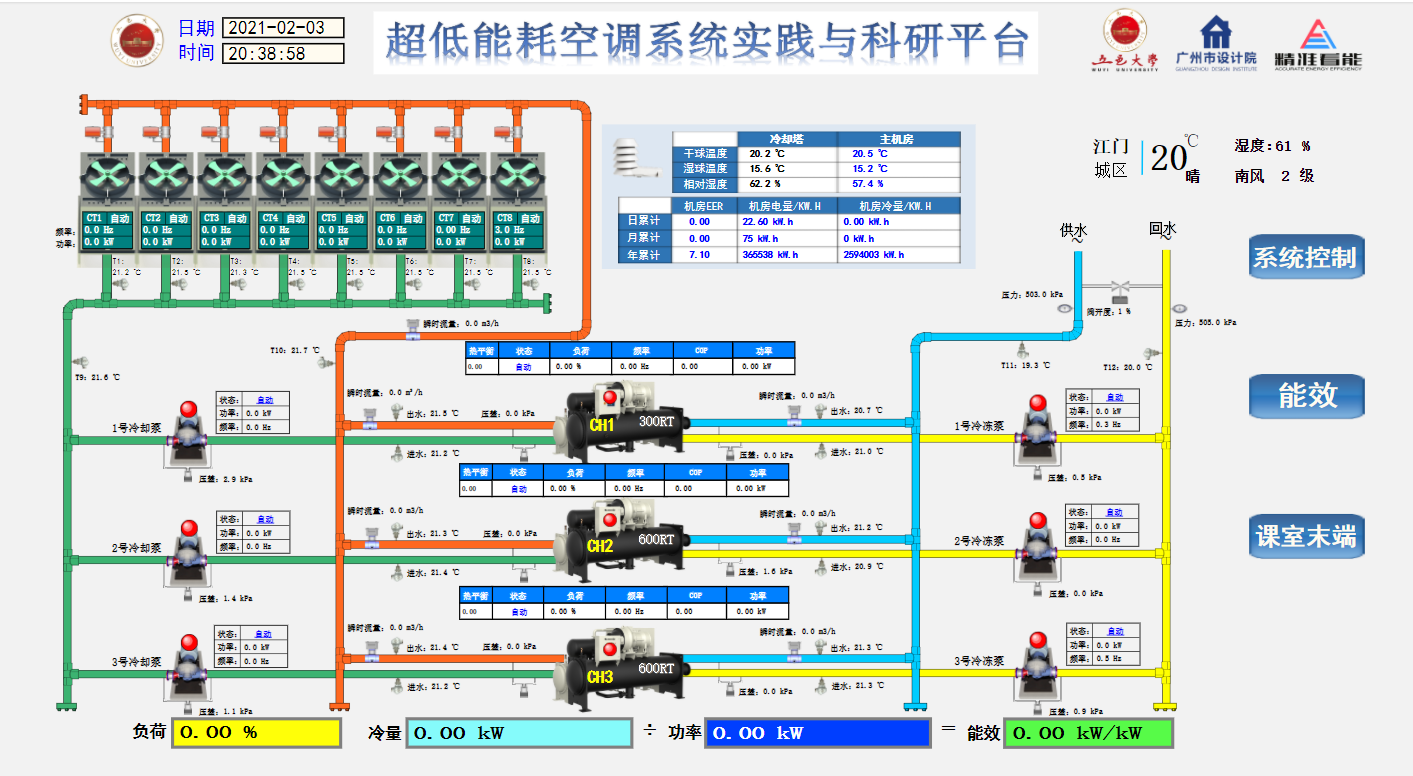 日期 2021-02-03
时间 20:38:58
超低能耗空调系统实践与科研平台
五邑大学
WUYI UNIVERSITY
广州市设计院
GUANGZHOU DESIGN INSTITUTE
精准看能
ACCURATE ENERGY EFFICIENCY
冷却塔 主机房
干球温度 20.2 ℃ 20.5 ℃
湿球温度 15.6 ℃ 15.2 ℃
相对湿度 62.2 % 57.4 %
机房EER 机房电量/KW.H 机房冷量/KW.H
日累计 0.00 22.60 kW.h 0.00 kW.h
月累计 0.00 75 kW.h 0 kW.h
年累计 7.10 365538 kW.h 2594003 kW.h
江门
城区
20℃
晴
湿度:61 %
南风 2 级
CT1 自动 CT2 自动 CT3 自动 CT4 自动 CT5 自动 CT6 自动 CT7 自动 CT8 自动
频率: 0.0 Hz 0.0 Hz 0.0 Hz 0.0 Hz 0.0 Hz 0.0 Hz 0.00 Hz 3.0 Hz
功率: 0.0 kW 0.0 kW 0.0 kW 0.0 kW 0.0 kW 0.0 kW 0.0 kW 0.0 kW
T1: T2: T3: T4: T5: T6: T7: T8:
21.2 ℃ 21.5 ℃ 21.3 ℃ 21.5 ℃ 21.5 ℃ 21.5 ℃ 21.5 ℃ 21.5 ℃
供水
回水
系统控制
能效
课室末端
压力: 503.0 kPa
阀开度: 1 %
压力: 505.0 kPa
瞬时流量: 0.0 m3/h
T9: 21.6 ℃
T10: 21.7 ℃
T11: 19.3 ℃
T12: 20.0 ℃
热平衡 状态 负荷 频率 COP 功率
0.00 自动 0.00 % 0.00 Hz 0.00 0.00 kW
1号冷却泵
状态: 自动
功率: 0.0 kW
频率: 0.0 Hz
压差: 2.9 kPa
瞬时流量: 0.0 m³/h
出水: 21.5 ℃
压差: 0.0 kPa
进水: 21.2 ℃
CH1 300RT
瞬时流量: 0.0 m3/h
出水: 20.7 ℃
压差: 0.0 kPa
进水: 21.0 ℃
1号冷冻泵
状态: 自动
功率: 0.0 kW
频率: 0.3 Hz
压差: 0.5 kPa
热平衡 状态 负荷 频率 COP 功率
0.00 自动 0.00 % 0.00 Hz 0.00 0.00 kW
2号冷却泵
状态: 自动
功率: 0.0 kW
频率: 0.0 Hz
压差: 1.4 kPa
瞬时流量: 0.0 m3/h
出水: 21.3 ℃
压差: 0.0 kPa
进水: 21.4 ℃
CH2 600RT
瞬时流量: 0.0 m3/h
出水: 21.2 ℃
压差: 1.6 kPa
进水: 20.9 ℃
2号冷冻泵
状态: 自动
功率: 0.0 kW
频率: 0.0 Hz
压差: 0.0 kPa
热平衡 状态 负荷 频率 COP 功率
0.00 自动 0.00 % 0.00 Hz 0.00 0.00 kW
3号冷却泵
状态: 自动
功率: 0.0 kW
频率: 0.0 Hz
压差: 1.1 kPa
瞬时流量: 0.0 m3/h
出水: 21.4 ℃
压差: 0.0 kPa
进水: 21.2 ℃
CH3 600RT
瞬时流量: 0.0 m3/h
出水: 21.3 ℃
压差: 0.0 kPa
进水: 21.3 ℃
3号冷冻泵
状态: 自动
功率: 0.0 kW
频率: 0.5 Hz
压差: 0.9 kPa
负荷 0.00 % 冷量 0.00 kW ÷ 功率 0.00 kW = 能效 0.00 kW/kW